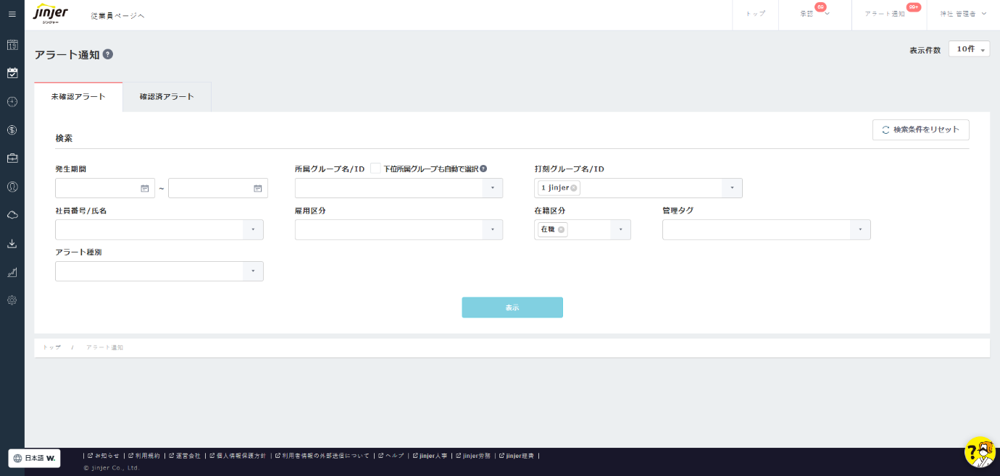 jinjer
ジンジャー
従業員ページへ
トップ
承認
69
アラート通知
99+
神社 管理者
アラート通知 ?
表示件数
10件
未確認アラート
確認済アラート
検索
検索条件をリセット
発生期間
所属グループ名/ID
下位所属グループも自動で選択 ?
打刻グループ名/ID
~
1 jinjer
社員番号/氏名
雇用区分
在籍区分
管理タグ
在職
アラート種別
表示
トップ / アラート通知
日本語 W.
| お知らせ | 利用規約 | 運営会社 | 個人情報保護方針 | 利用者情報の外部送信について | ヘルプ | jinjer人事 | jinjer労務 | jinjer経費 |
© jinjer Co., Ltd.
?